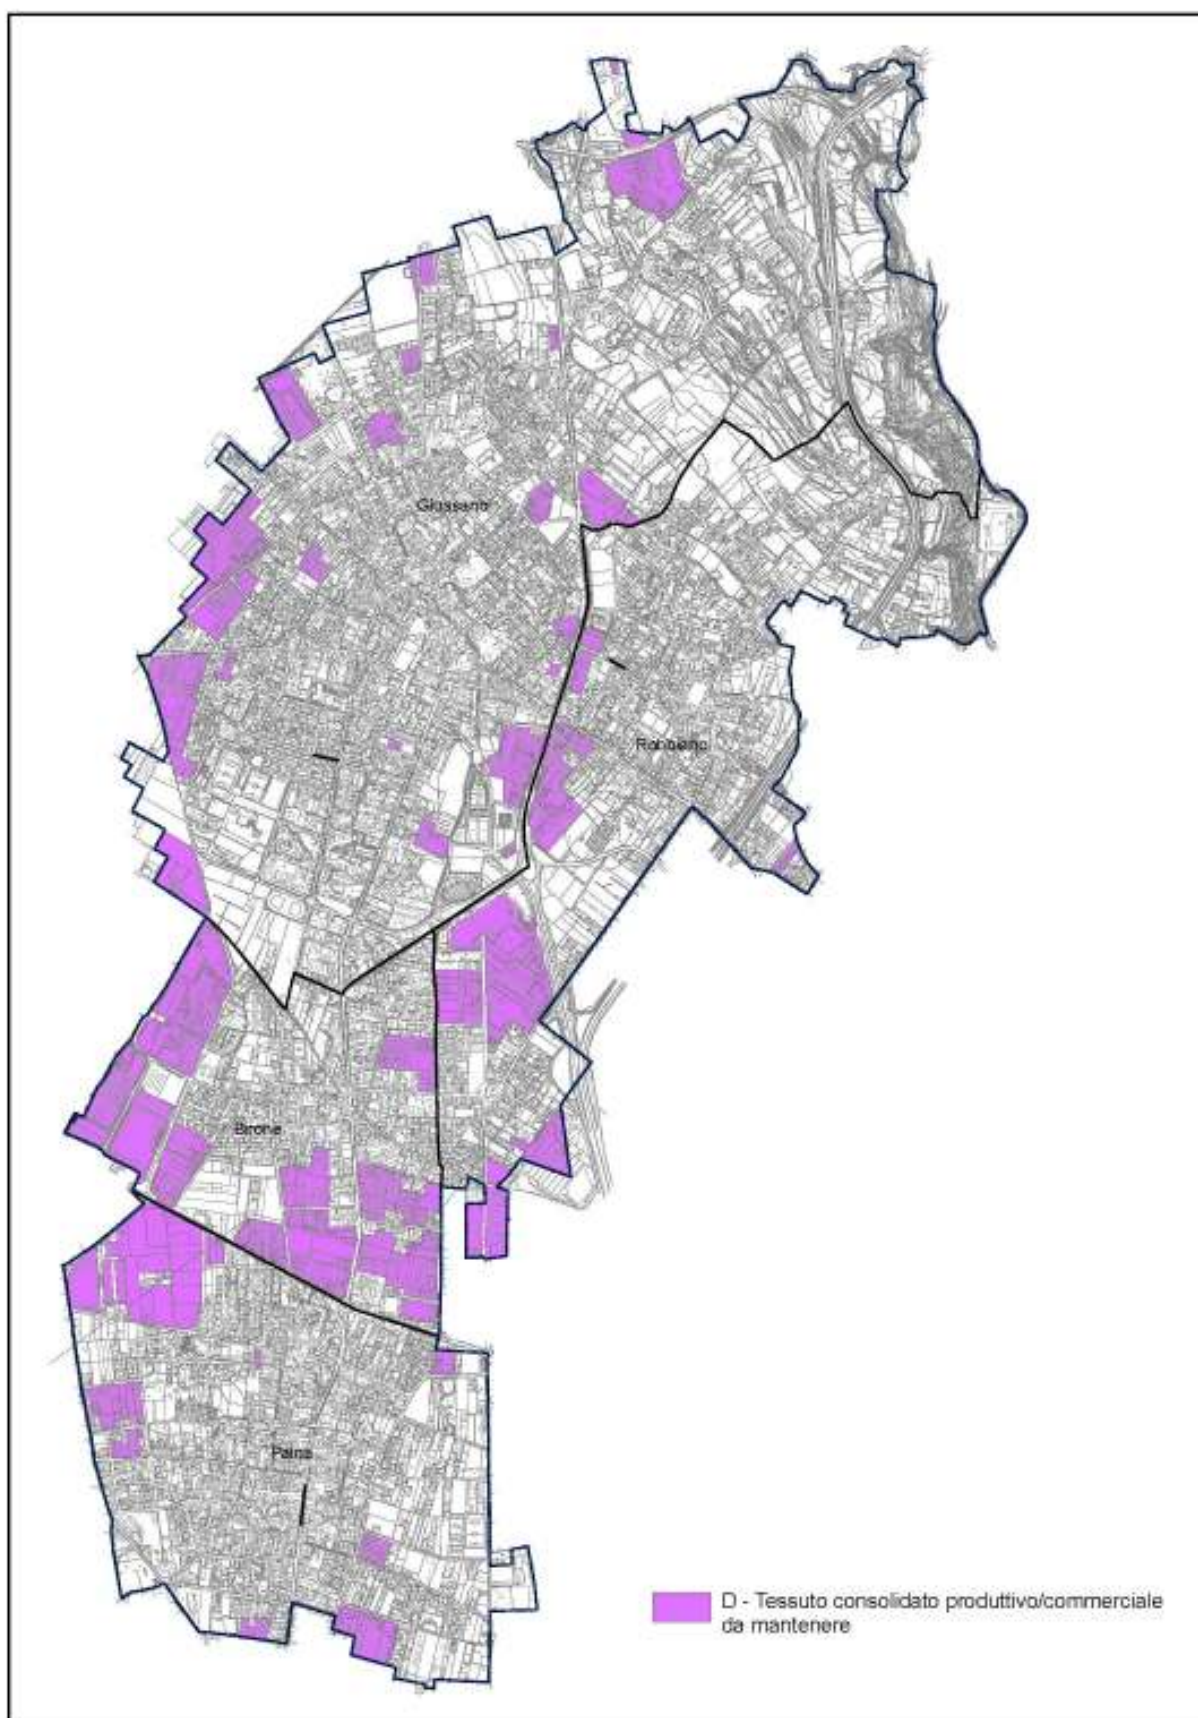 Giussano
Robbiano
Birone
Paina
D - Tessuto consolidato produttivo/commerciale
da mantenere